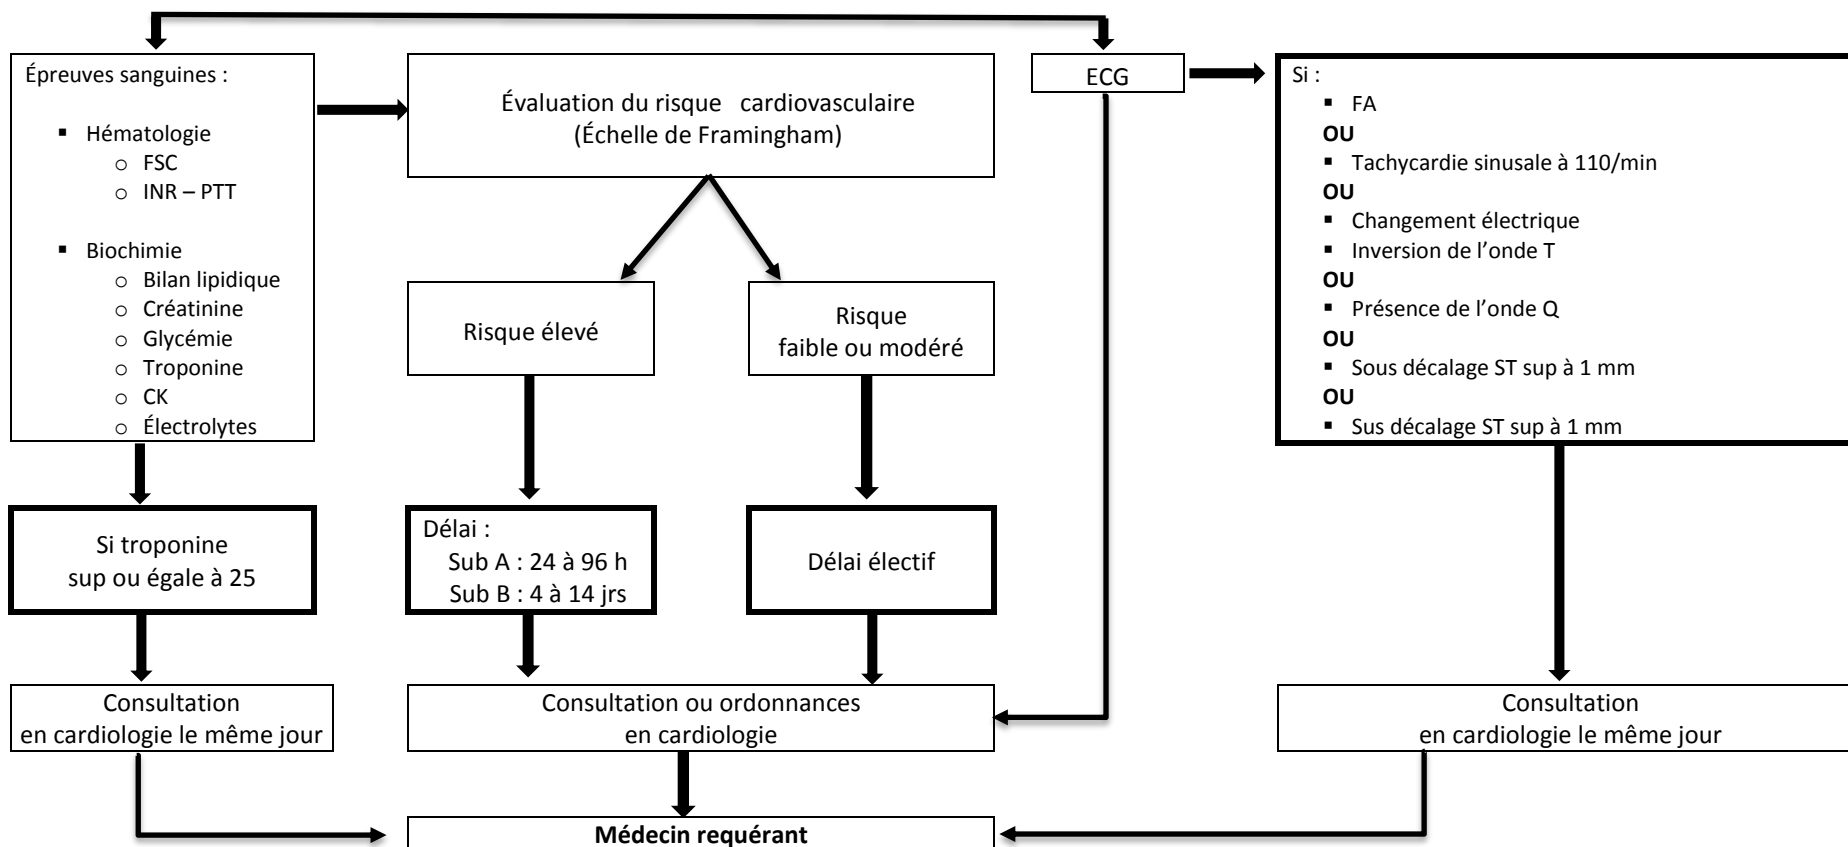 Épreuves sanguines :
▪ Hématologie
o FSC
o INR – PTT
▪ Biochimie
o Bilan lipidique
o Créatinine
o Glycémie
o Troponine
o CK
o Électrolytes
Évaluation du risque cardiovasculaire
(Échelle de Framingham)
ECG
Si :
▪ FA
OU
▪ Tachycardie sinusale à 110/min
OU
▪ Changement électrique
▪ Inversion de l’onde T
OU
▪ Présence de l’onde Q
OU
▪ Sous décalage ST sup à 1 mm
OU
▪ Sus décalage ST sup à 1 mm
Risque élevé
Risque
faible ou modéré
Si troponine
sup ou égale à 25
Délai :
Sub A : 24 à 96 h
Sub B : 4 à 14 jrs
Délai électif
Consultation
en cardiologie le même jour
Consultation ou ordonnances
en cardiologie
Consultation
en cardiologie le même jour
Médecin requérant